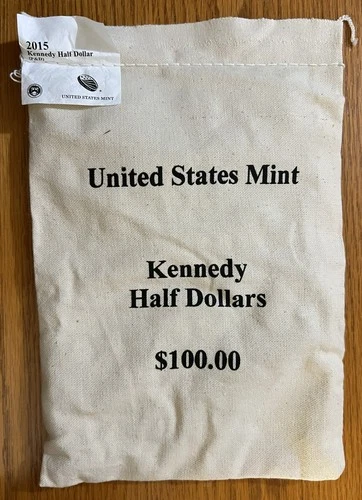 2015
Kennedy Half Dollar
(P&D)
UNITED STATES MINT
United States Mint
Kennedy
Half Dollars
$100.00